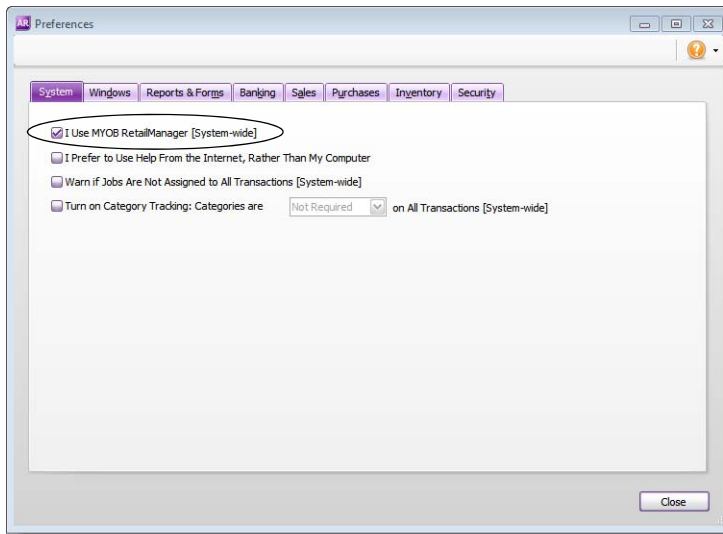 AR Preferences
System Windows Reports & Forms Banking Sales Purchases Inventory Security
I Use MYOB RetailManager [System-wide]
I Prefer to Use Help From the Internet, Rather Than My Computer
Warn if Jobs Are Not Assigned to All Transactions [System-wide]
Turn on Category Tracking: Categories are Not Required on All Transactions [System-wide]
Close